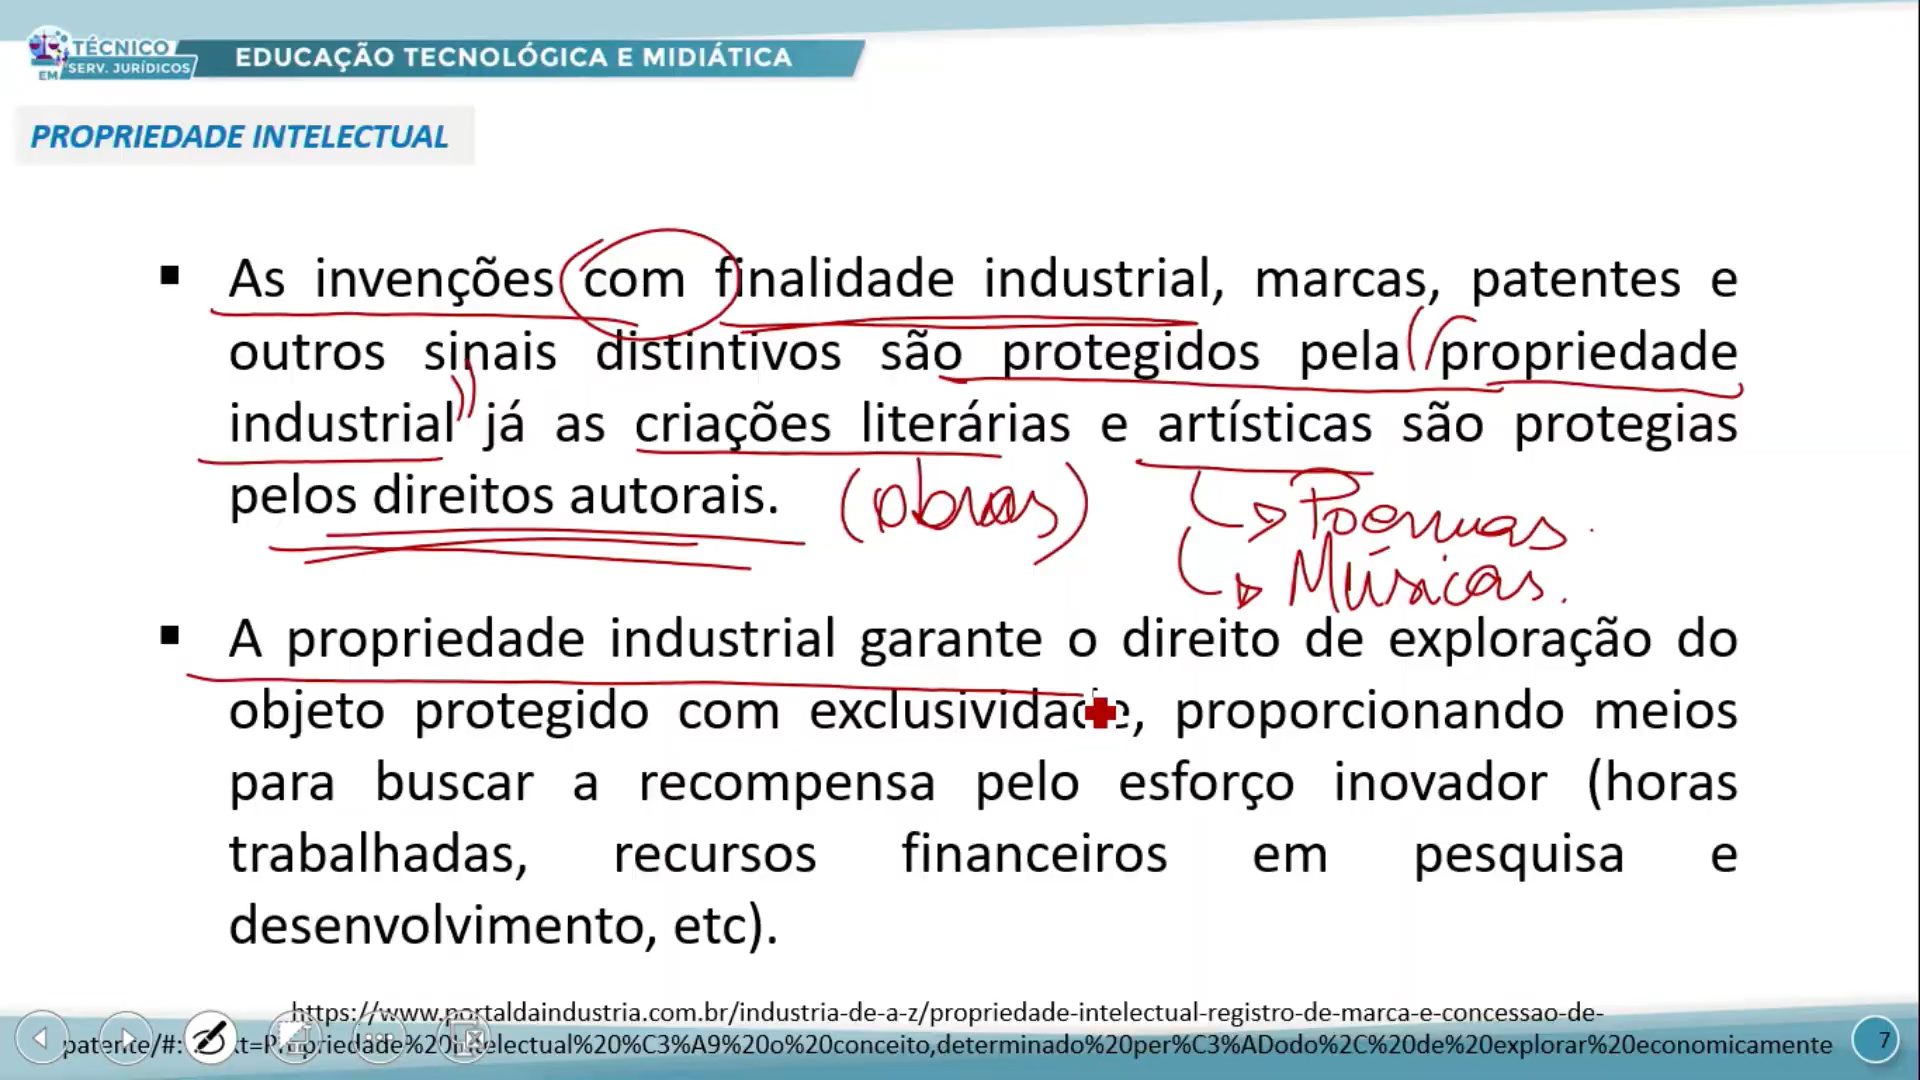 TÉCNICO
EM SERV. JURÍDICOS
EDUCAÇÃO TECNOLÓGICA E MIDIÁTICA
PROPRIEDADE INTELECTUAL
As invenções com finalidade industrial, marcas, patentes e
outros sinais distintivos são protegidos pela propriedade
industrial já as criações literárias e artísticas são protegias
pelos direitos autorais. (obras)
Poemas.
Músicas.
A propriedade industrial garante o direito de exploração do
objeto protegido com exclusividade, proporcionando meios
para buscar a recompensa pelo esforço inovador (horas
trabalhadas, recursos financeiros em pesquisa e
desenvolvimento, etc).
https://www.portaldaindustria.com.br/industria-de-a-z/propriedade-intelectual-registro-de-marca-e-concessao-de-
patente/#: Propriedade%20intelectual%20%C3%A9%20o%20conceito,determinado%20per%C3%ADodo%2C%20de%20explorar%20economicamente
7